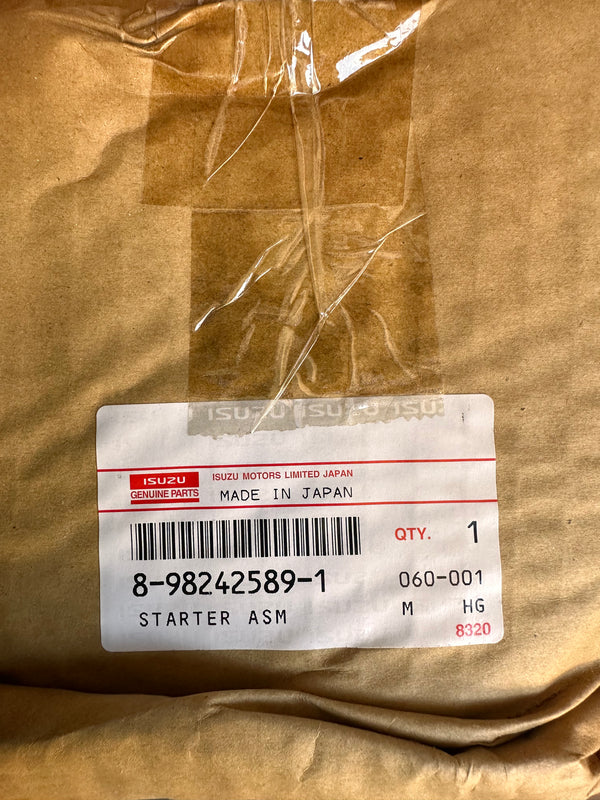 ISUZU ISUZU ISUZU
ISUZU
GENUINE PARTS
ISUZU MOTORS LIMITED JAPAN
MADE IN JAPAN
QTY. 1
8-98242589-1
060-001
STARTER ASM
M HG
8320